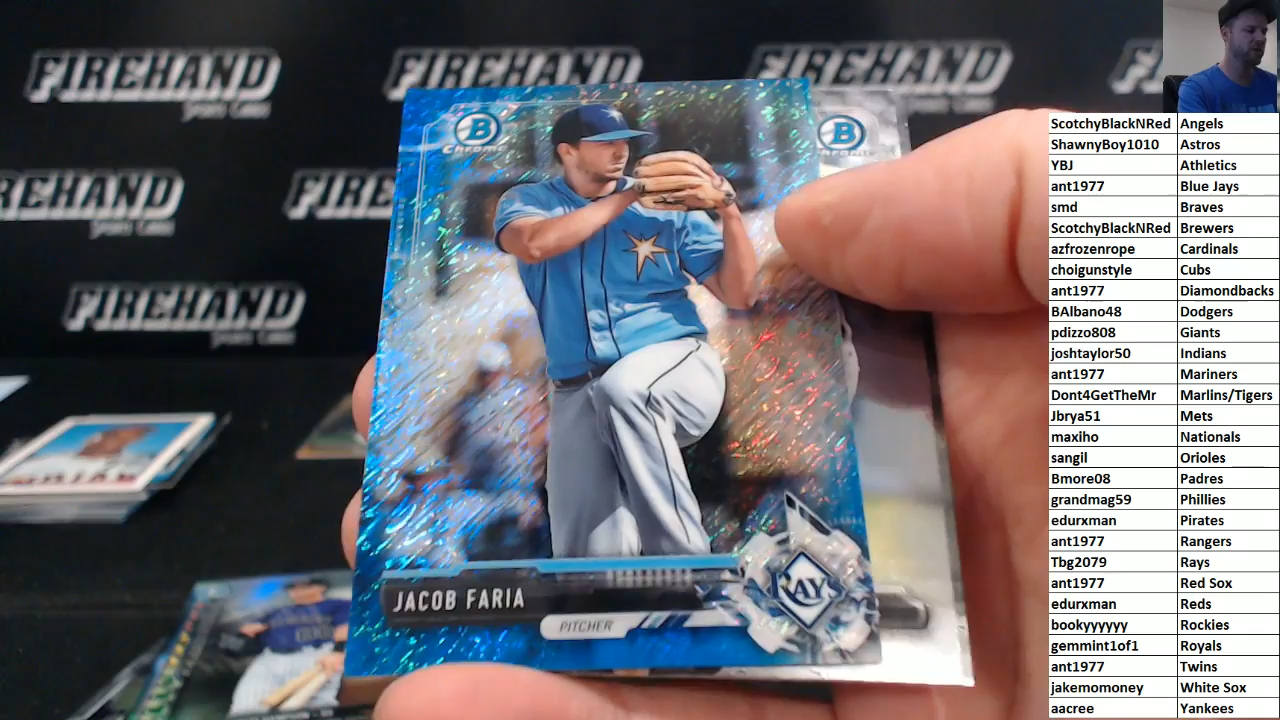 FIREHAND
SPORTS CARDS
FIREHAND
FIREHAND
FIREHAND
FIREHAND
FIREHAND
B
Chrome
B
Chrome
RAYS
JACOB FARIA
PITCHER
ScotchyBlackNRed Angels
ShawnyBoy1010 Astros
YBJ Athletics
ant1977 Blue Jays
smd Braves
ScotchyBlackNRed Brewers
azfrozenrope Cardinals
choigunstyle Cubs
ant1977 Diamondbacks
BAlbano48 Dodgers
pdizzo808 Giants
joshtaylor50 Indians
ant1977 Mariners
Dont4GetTheMr Marlins/Tigers
Jbrya51 Mets
maxiho Nationals
sangil Orioles
Bmore08 Padres
grandmag59 Phillies
edurxman Pirates
ant1977 Rangers
Tbg2079 Rays
ant1977 Red Sox
edurxman Reds
bookyyyyyy Rockies
gemmint1of1 Royals
ant1977 Twins
jakemomoney White Sox
aacree Yankees